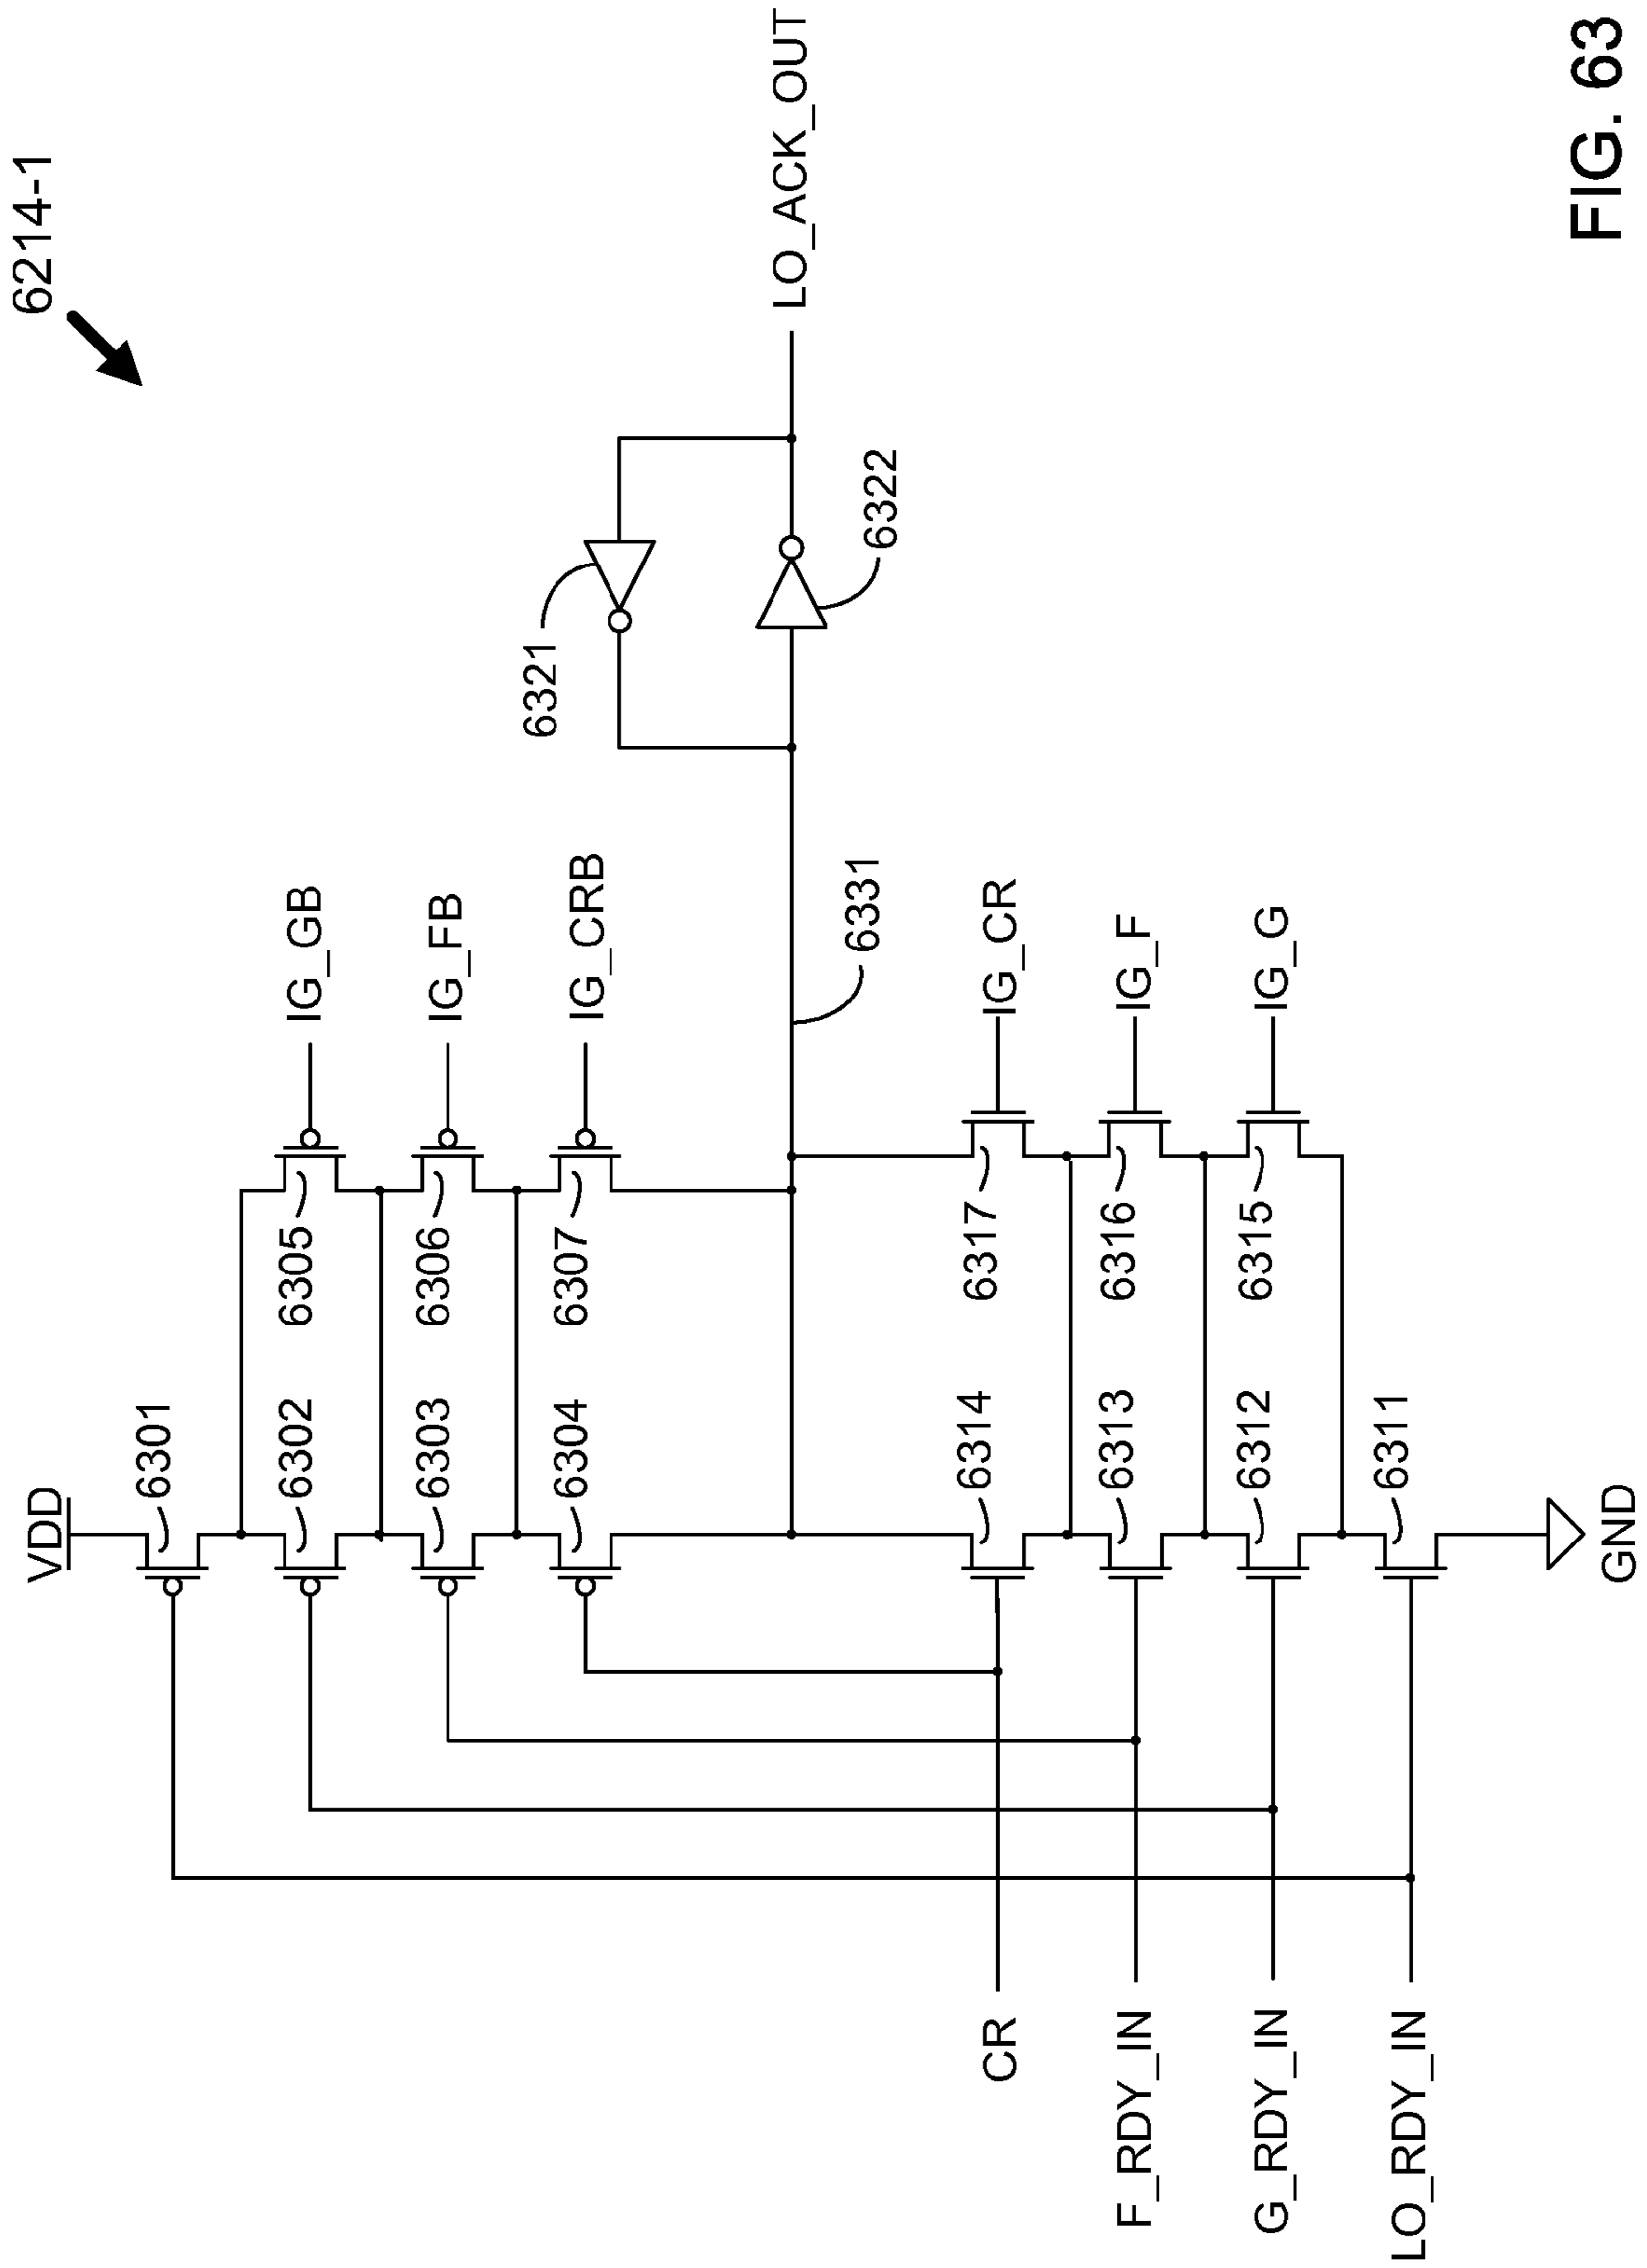 6214-1
VDD
6301
6302
6305
IG_GB
6303
6306
IG_FB
6304
6307
IG_CRB
6321
6322
LO_ACK_OUT
6331
CR
6314
6317
IG_CR
F_RDY_IN
6313
6316
IG_F
G_RDY_IN
6312
6315
IG_G
LO_RDY_IN
6311
GND
FIG. 63